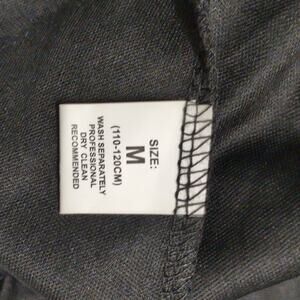 SIZE:
M
(110-120CM)
WASH SEPARATELY
PROFESSIONAL
DRY CLEAN
RECOMMENDED